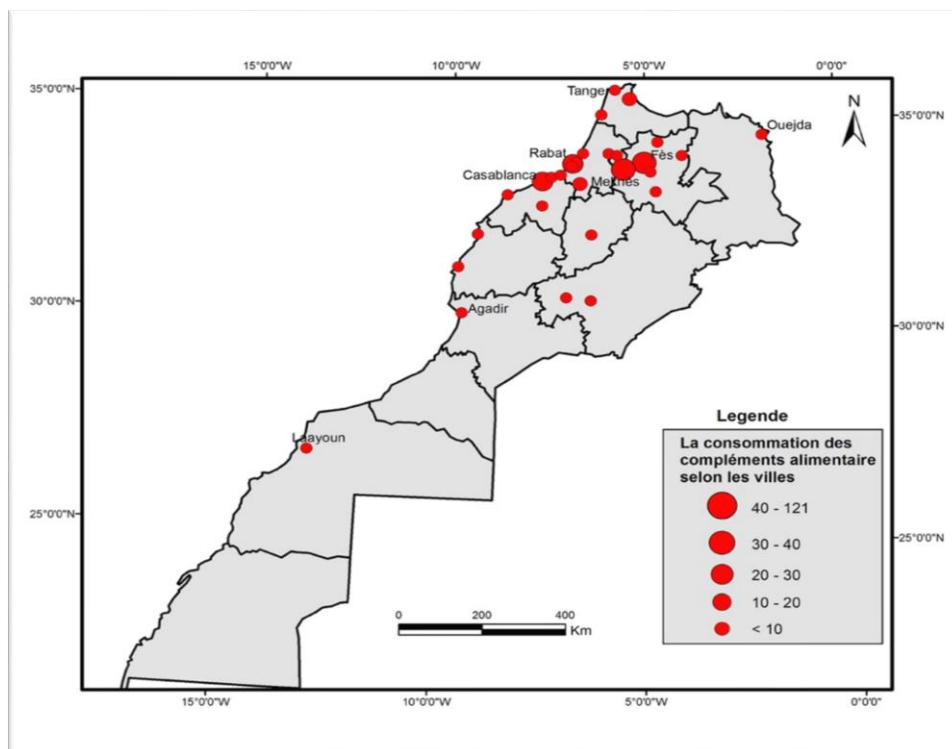 15°0'0"W 10°0'0"W 5°0'0"W 0°0'0"
35°0'0"N
35°0'0"N
N
Tange
Ouejda
Rabat
Fès
Casablanca
Meknès
30°0'0"N
30°0'0"N
Agadir
Laayoun
25°0'0"N
25°0'0"N
Legende
La consommation des
compléments alimentaire
selon les villes
40 - 121
30 - 40
20 - 30
10 - 20
< 10
0 200 400
Km
15°0'0"W 10°0'0"W 5°0'0"W 0°0'0"